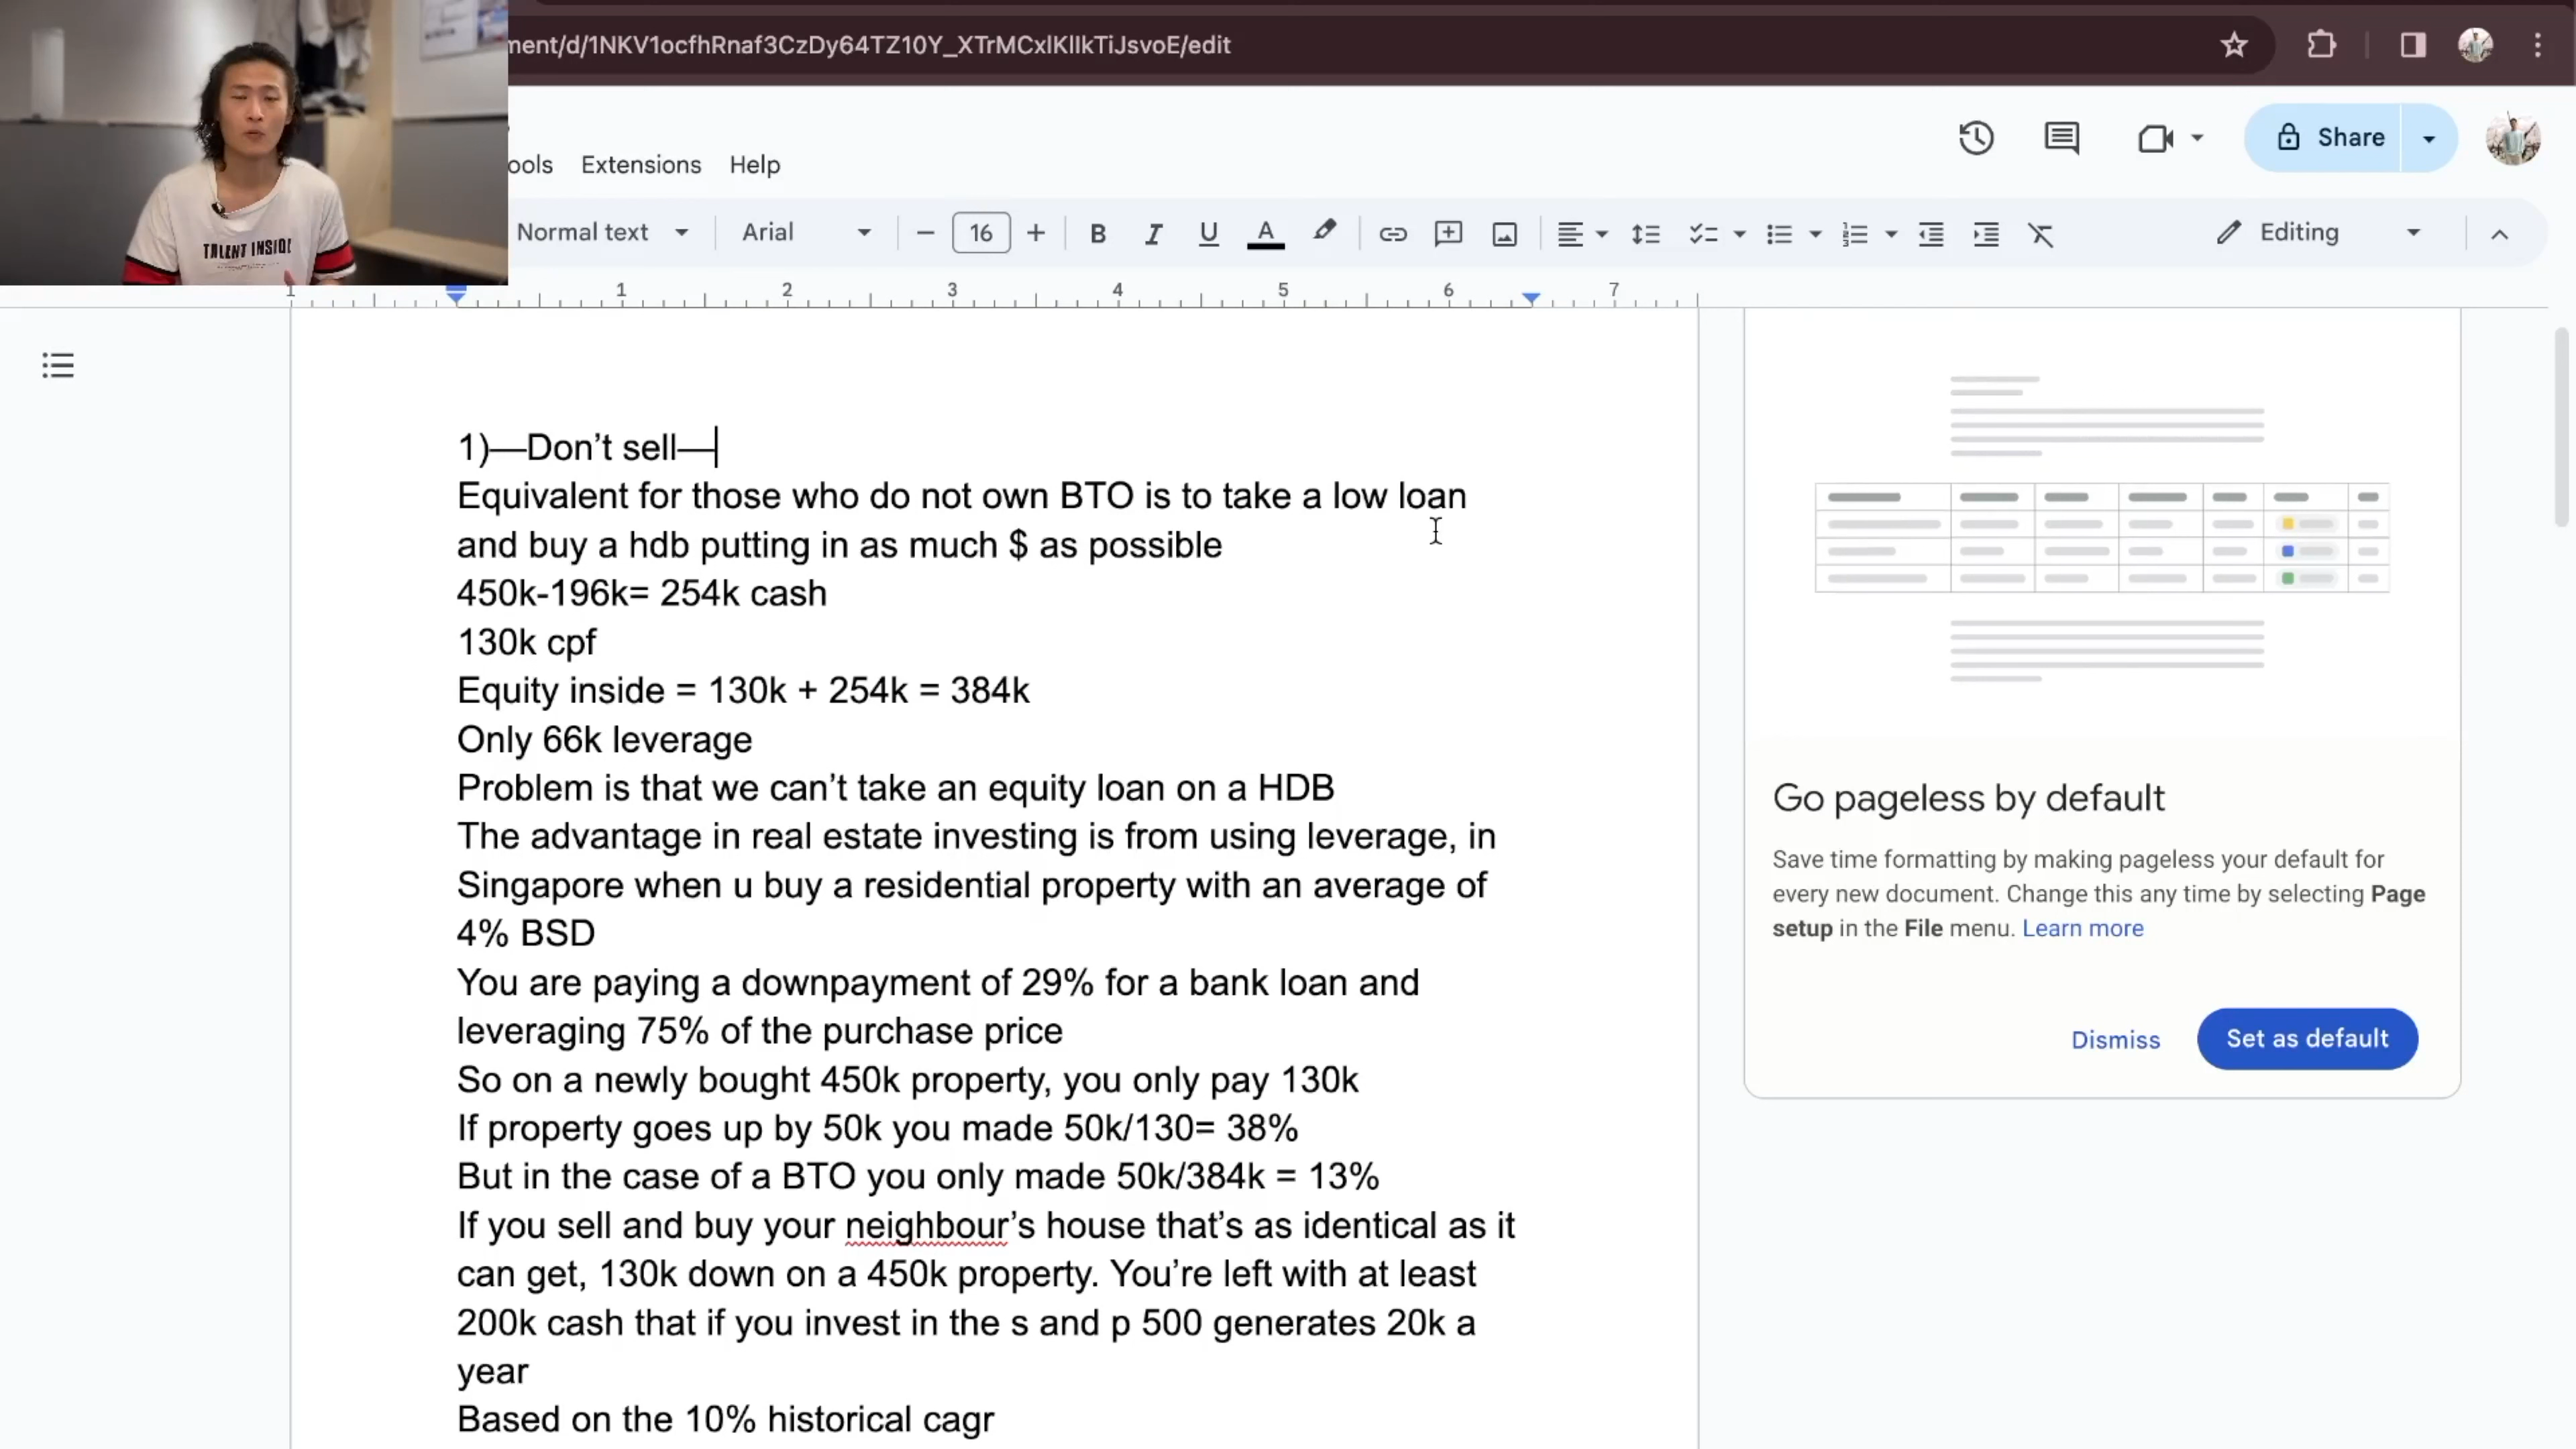 ment/d/1NKV1ocfhRnaf3CzDy64TZ10Y_XTrMCxlKllkTiJsvoE/edit
ools Extensions Help
Share
Normal text Arial 16 Editing
1 1 2 3 4 5 6 7
TALENT INSIDE
1)—Don't sell—
Equivalent for those who do not own BTO is to take a low loan
and buy a hdb putting in as much $ as possible
450k-196k= 254k cash
130k cpf
Equity inside = 130k + 254k = 384k
Only 66k leverage
Problem is that we can't take an equity loan on a HDB
The advantage in real estate investing is from using leverage, in
Singapore when u buy a residential property with an average of
4% BSD
You are paying a downpayment of 29% for a bank loan and
leveraging 75% of the purchase price
So on a newly bought 450k property, you only pay 130k
If property goes up by 50k you made 50k/130= 38%
But in the case of a BTO you only made 50k/384k = 13%
If you sell and buy your neighbour's house that's as identical as it
can get, 130k down on a 450k property. You're left with at least
200k cash that if you invest in the s and p 500 generates 20k a
year
Based on the 10% historical cagr
Go pageless by default
Save time formatting by making pageless your default for
every new document. Change this any time by selecting Page
setup in the File menu. Learn more
Dismiss Set as default